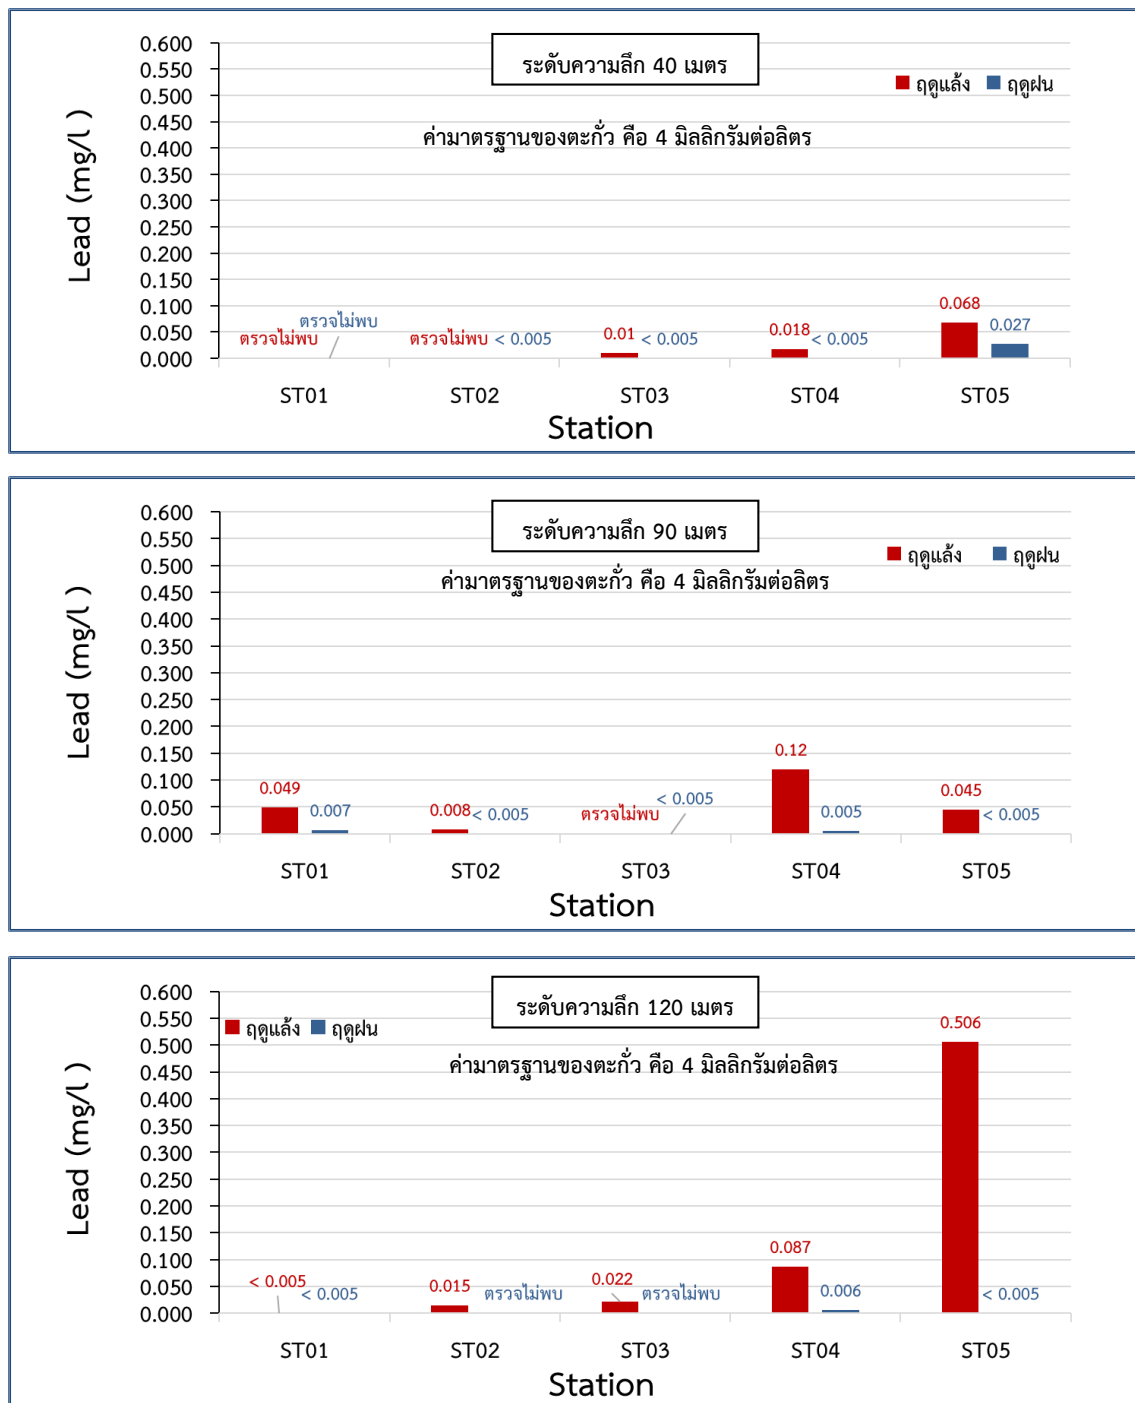 ระดับความลึก 40 เมตร
ฤดูแล้ง ฤดูฝน
ค่ามาตรฐานของตะกั่ว คือ 4 มิลลิกรัมต่อลิตร
Lead (mg/l )
0.600
0.550
0.500
0.450
0.400
0.350
0.300
0.250
0.200
0.150
0.100
0.050
0.000
ตรวจไม่พบ ตรวจไม่พบ ตรวจไม่พบ < 0.005 0.01 < 0.005 0.018 < 0.005 0.068 0.027
ST01 ST02 ST03 ST04 ST05
Station
ระดับความลึก 90 เมตร
ฤดูแล้ง ฤดูฝน
ค่ามาตรฐานของตะกั่ว คือ 4 มิลลิกรัมต่อลิตร
Lead (mg/l )
0.600
0.550
0.500
0.450
0.400
0.350
0.300
0.250
0.200
0.150
0.100
0.050
0.000
0.049 0.007 0.008 < 0.005 ตรวจไม่พบ < 0.005 0.12 0.005 0.045 < 0.005
ST01 ST02 ST03 ST04 ST05
Station
ระดับความลึก 120 เมตร
ฤดูแล้ง ฤดูฝน
ค่ามาตรฐานของตะกั่ว คือ 4 มิลลิกรัมต่อลิตร
Lead (mg/l )
0.600
0.550
0.500
0.450
0.400
0.350
0.300
0.250
0.200
0.150
0.100
0.050
0.000
< 0.005 < 0.005 0.015 ตรวจไม่พบ 0.022 ตรวจไม่พบ 0.087 0.006 0.506 < 0.005
ST01 ST02 ST03 ST04 ST05
Station